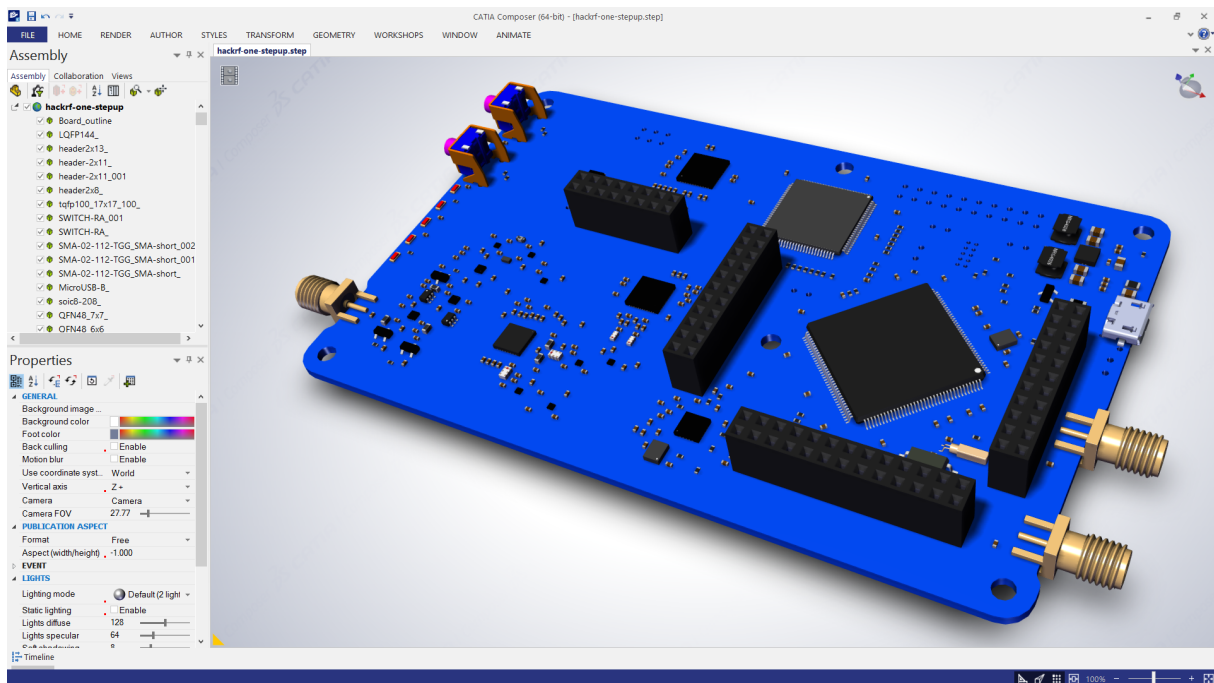 CATIA Composer (64-bit) - [hackrf-one-stepup.step]
FILE HOME RENDER AUTHOR STYLES TRANSFORM GEOMETRY WORKSHOPS WINDOW ANIMATE
Assembly
hackrf-one-stepup.step
Assembly Collaboration Views
hackrf-one-stepup
Board_outline
LQFP144_
header2x13_
header-2x11_
header-2x11_001
header2x8_
tqfp100_17x17_100_
SWITCH-RA_001
SWITCH-RA_
SMA-02-112-TGG_SMA-short_002
SMA-02-112-TGG_SMA-short_001
SMA-02-112-TGG_SMA-short_
MicroUSB-B_
soic8-208_
QFN48_7x7_
QFN48_6x6
Properties
GENERAL
Background image ...
Background color
Foot color
Back culling Enable
Motion blur Enable
Use coordinate syst... World
Vertical axis Z+
Camera Camera
Camera FOV 27.77
PUBLICATION ASPECT
Format Free
Aspect (width/height) -1.000
EVENT
LIGHTS
Lighting mode Default (2 light
Static lighting Enable
Lights diffuse 128
Lights specular 64
Soft shadowing 8
Timeline
100%